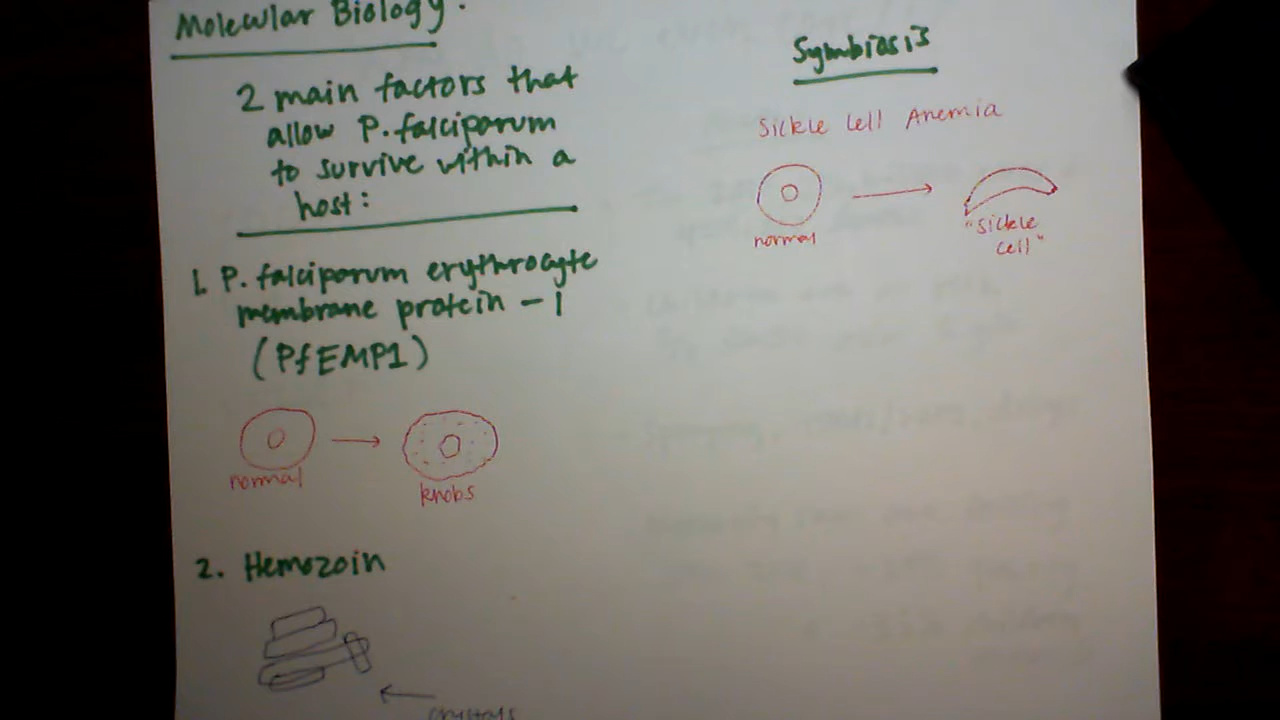 Molecular Biology.
2 main factors that
allow P. falciparum
to survive within a
host:
1. P. falciparum erythrocyte
membrane protein - 1
(PfEMP1)
normal
knobs
2. Hemozoin
crystals
Symbiosis
Sickle Cell Anemia
normal
"sickle
cell"